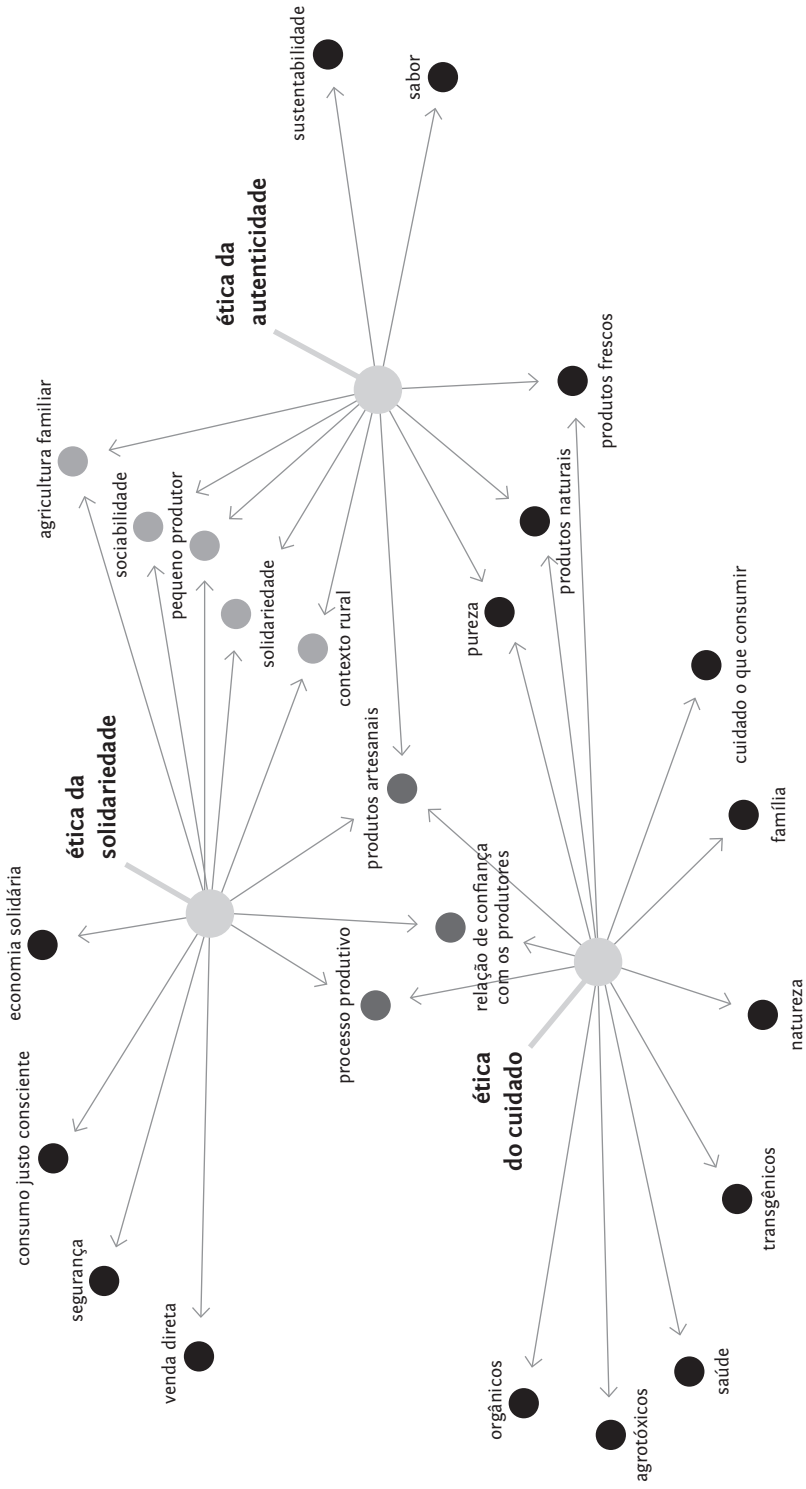 consumo justo consciente
economia solidária
agricultura familiar
segurança
ética da
solidariedade
sociabilidade
pequeno produtor
venda direta
ética da
autenticidade
solidariedade
sustentabilidade
contexto rural
processo produtivo
produtos artesanais
sabor
pureza
relação de confiança
com os produtores
ética
do cuidado
orgânicos
produtos naturais
produtos frescos
agrotóxicos
saúde
cuidado o que consumir
transgênicos
família
natureza